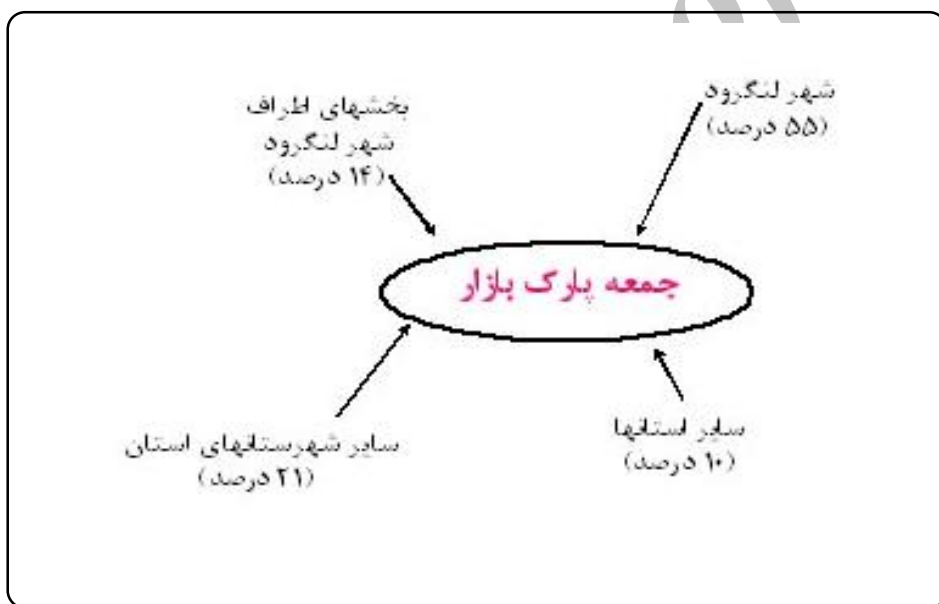 شهر لنگرود
(۵۵ درصد)
بخشهای اطراف
شهر لنگرود
(۱۴ درصد)
جمعه پارک بازار
سایر استانها
(۱۰ درصد)
سایر شهرستانهای استان
(۲۱ درصد)